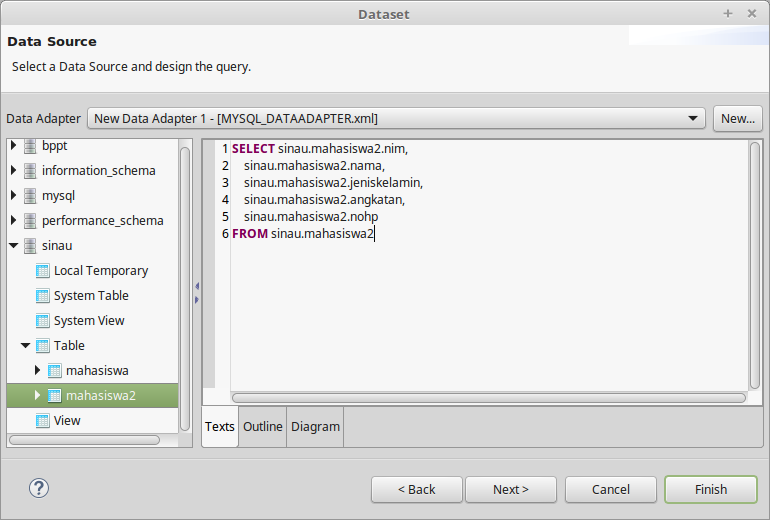 Dataset
Data Source
Select a Data Source and design the query.
Data Adapter
New Data Adapter 1 - [MYSQL_DATAADAPTER.xml]
New...
bppt
information_schema
mysql
performance_schema
sinau
Local Temporary
System Table
System View
Table
mahasiswa
mahasiswa2
View
1 SELECT sinau.mahasiswa2.nim,
2 sinau.mahasiswa2.nama,
3 sinau.mahasiswa2.jeniskelamin,
4 sinau.mahasiswa2.angkatan,
5 sinau.mahasiswa2.nohp
6 FROM sinau.mahasiswa2
Texts Outline Diagram
? < Back Next > Cancel Finish